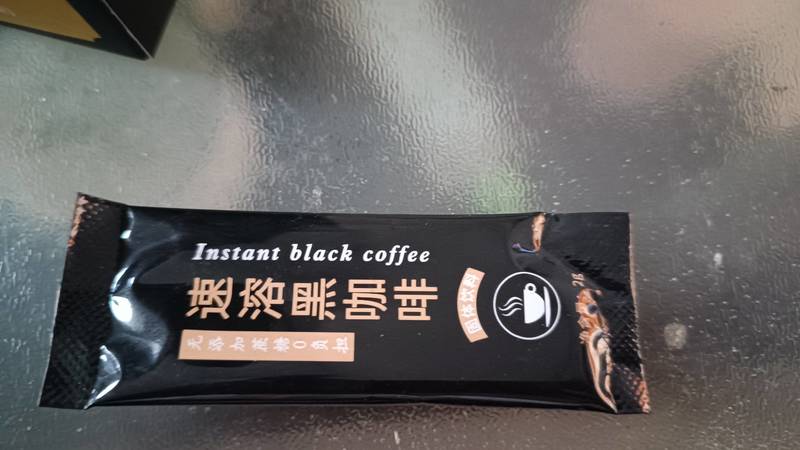 Instant black coffee
速溶黑咖啡
无添加蔗糖0负担
固体饮料